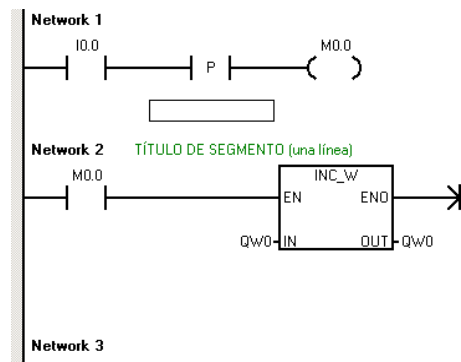 Network 1
I0.0
P
M0.0
Network 2 TÍTULO DE SEGMENTO (una línea)
M0.0
INC_W
EN ENO
QW0 IN OUT QW0
Network 3